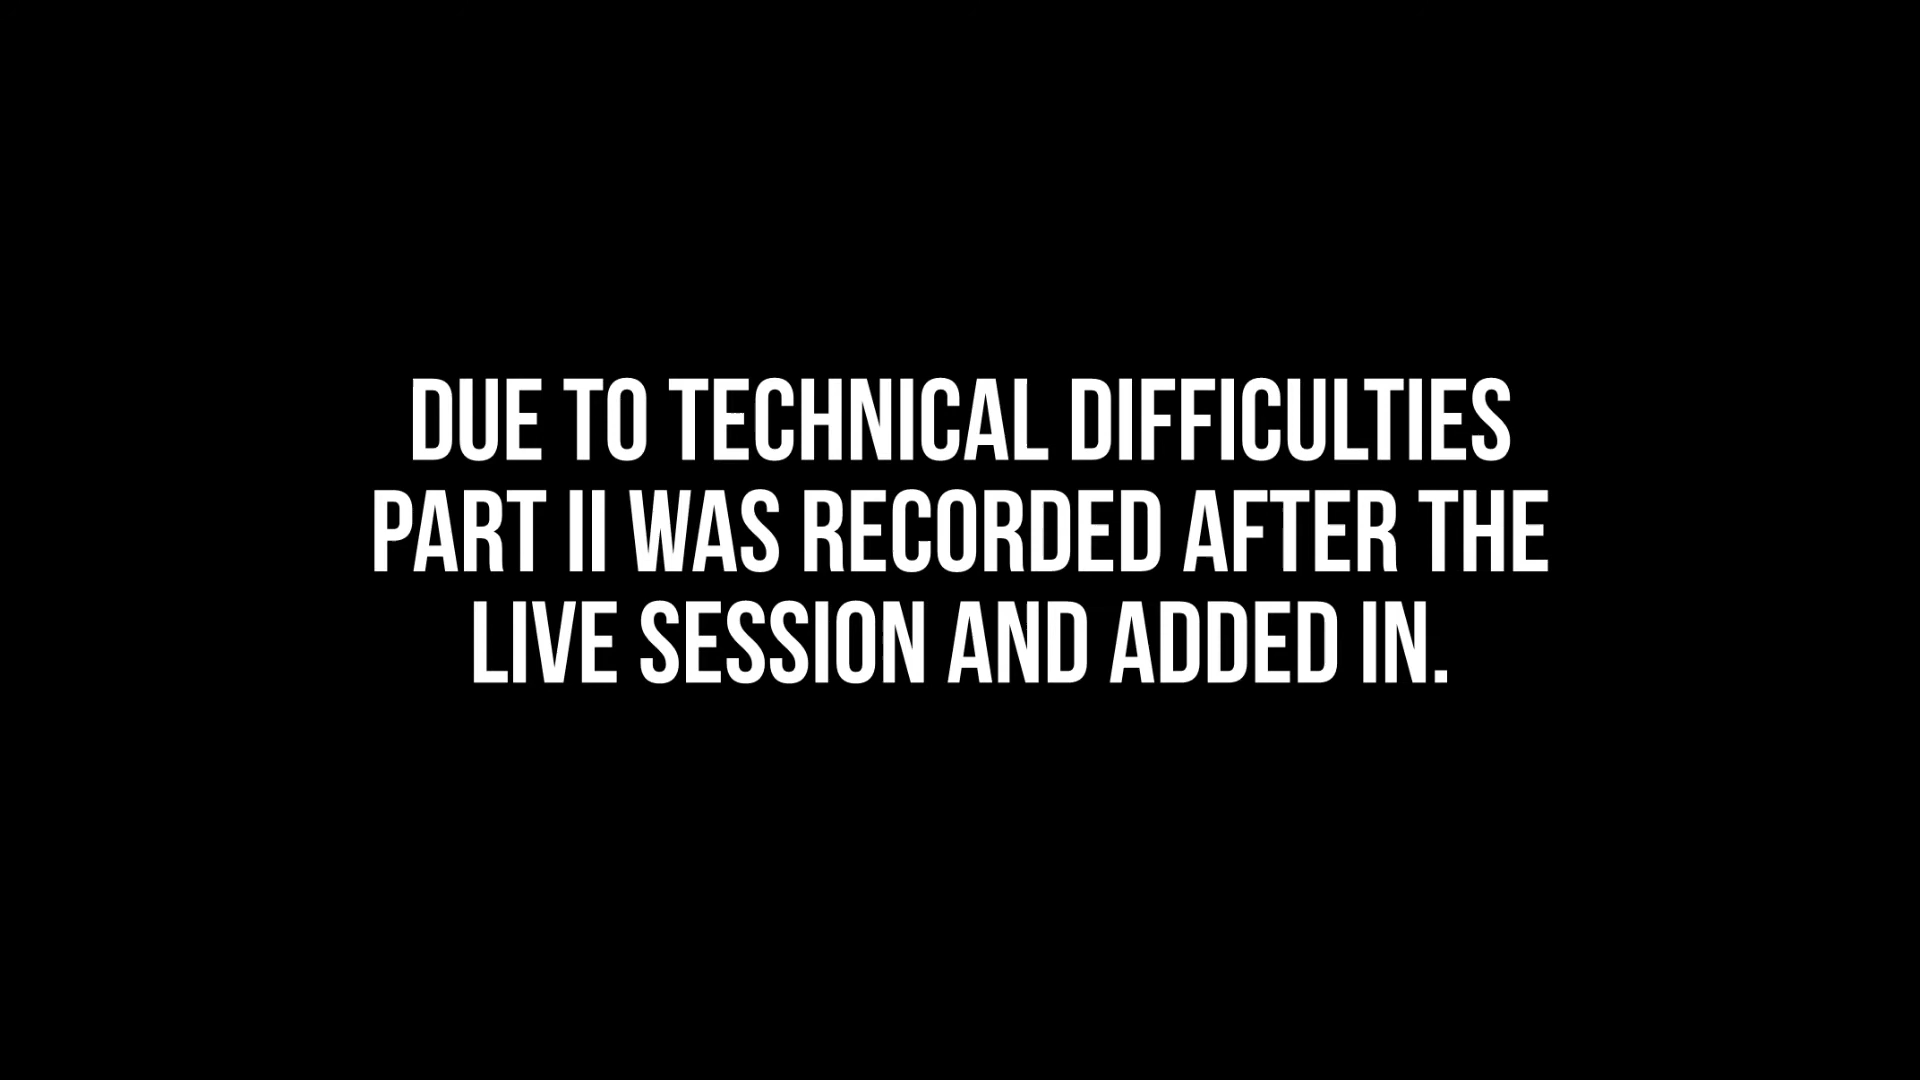 DUE TO TECHNICAL DIFFICULTIES
PART II WAS RECORDED AFTER THE
LIVE SESSION AND ADDED IN.